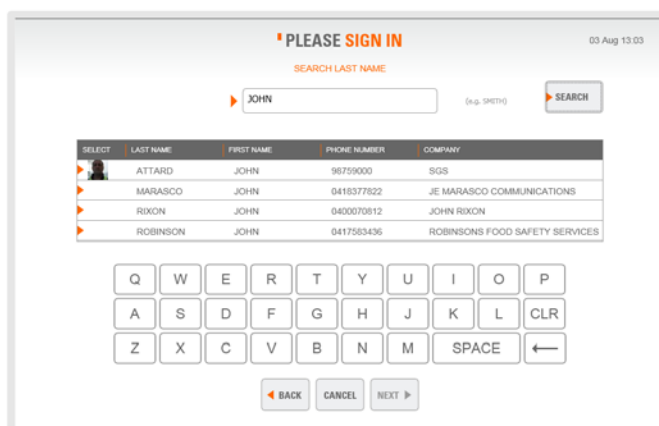 PLEASE SIGN IN
03 Aug 13:03
SEARCH LAST NAME
JOHN (e.g. SMITH) SEARCH
SELECT LAST NAME FIRST NAME PHONE NUMBER COMPANY
ATTARD JOHN 98759000 SGS
MARASCO JOHN 0418377822 JE MARASCO COMMUNICATIONS
RIXON JOHN 0400070812 JOHN RIXON
ROBINSON JOHN 0417583436 ROBINSONS FOOD SAFETY SERVICES
Q W E R T Y U I O P
A S D F G H J K L CLR
Z X C V B N M SPACE
BACK CANCEL NEXT